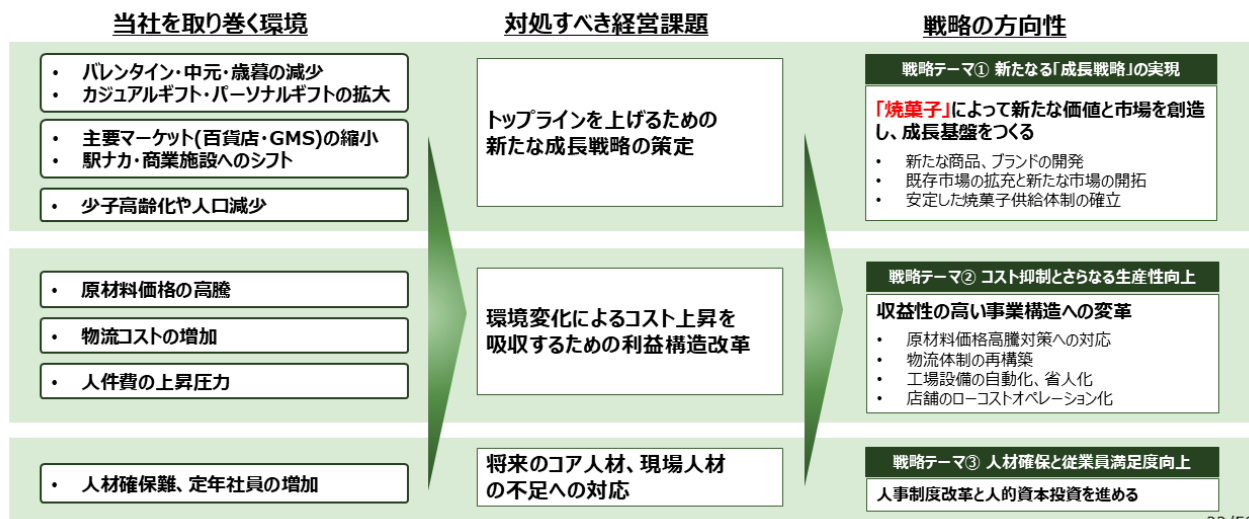 当社を取り巻く環境
対処すべき経営課題
戦略の方向性
・ バレンタイン・中元・歳暮の減少
・ カジュアルギフト・パーソナルギフトの拡大
・ 主要マーケット(百貨店・GMS)の縮小
・ 駅ナカ・商業施設へのシフト
・ 少子高齢化や人口減少
トップラインを上げるための
新たな成長戦略の策定
戦略テーマ① 新たなる「成長戦略」の実現
「焼菓子」によって新たな価値と市場を創造
し、成長基盤をつくる
・ 新たな商品、ブランドの開発
・ 既存市場の拡充と新たな市場の開拓
・ 安定した焼菓子供給体制の確立
・ 原材料価格の高騰
・ 物流コストの増加
・ 人件費の上昇圧力
環境変化によるコスト上昇を
吸収するための利益構造改革
戦略テーマ② コスト抑制とさらなる生産性向上
収益性の高い事業構造への変革
・ 原材料価格高騰対策への対応
・ 物流体制の再構築
・ 工場設備の自動化、省人化
・ 店舗のローコストオペレーション化
・ 人材確保難、定年社員の増加
将来のコア人材、現場人材
の不足への対応
戦略テーマ③ 人材確保と従業員満足度向上
人事制度改革と人的資本投資を進める